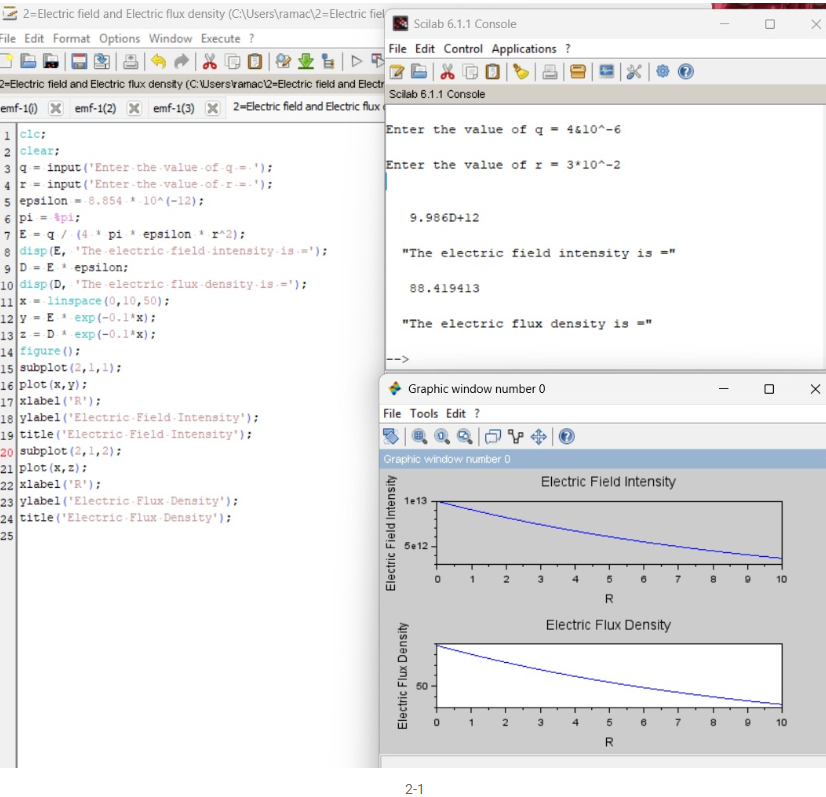 2=Electric field and Electric flux density (C:\Users\ramac\2=Electric fiel
File Edit Format Options Window Execute ?
2=Electric field and Electric flux density (C:\Users\ramac\2=Electric field and Electr
emf-1(i) emf-1(2) emf-1(3) 2=Electric field and Electric flux
1 clc;
2 clear;
3 q = input('Enter the value of q = ');
4 r = input('Enter the value of r = ');
5 epsilon = 8.854 * 10^(-12);
6 pi = %pi;
7 E = q / (4 * pi * epsilon * r^2);
8 disp(E, 'The electric field intensity is =');
9 D = E * epsilon;
10 disp(D, 'The electric flux density is =');
11 x = linspace(0,10,50);
12 y = E * exp(-0.1*x);
13 z = D * exp(-0.1*x);
14 figure();
15 subplot(2,1,1);
16 plot(x,y);
17 xlabel('R');
18 ylabel('Electric Field Intensity');
19 title('Electric Field Intensity');
20 subplot(2,1,2);
21 plot(x,z);
22 xlabel('R');
23 ylabel('Electric Flux Density');
24 title('Electric Flux Density');
25
Scilab 6.1.1 Console
File Edit Control Applications ?
Scilab 6.1.1 Console
Enter the value of q = 4&10^-6
Enter the value of r = 3*10^-2
9.986D+12
"The electric field intensity is ="
88.419413
"The electric flux density is ="
-->
Graphic window number 0
File Tools Edit ?
Graphic window number 0
Electric Field Intensity
Electric Field Intensity
1e13
5e12
0 1 2 3 4 5 6 7 8 9 10
R
Electric Flux Density
Electric Flux Density
50
0 1 2 3 4 5 6 7 8 9 10
R
2-1